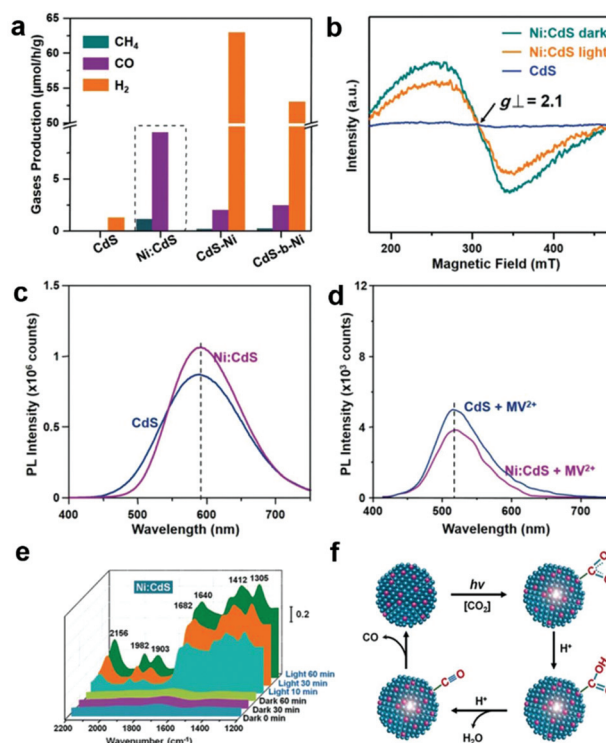 a
Gases Production (μmol/h/g)
65
60
55
50
5
0
CH₄
CO
H₂
CdS
Ni:CdS
CdS-Ni
CdS-b-Ni
b
Intensity (a.u.)
Ni:CdS dark
Ni:CdS light
CdS
g⊥ = 2.1
200 300 400
Magnetic Field (mT)
c
PL Intensity (x10⁶ counts)
1.5
1
0.5
0
Ni:CdS
CdS
400 500 600 700
Wavelength (nm)
d
PL Intensity (x10³ counts)
12
8
4
0
CdS + MV²⁺
Ni:CdS + MV²⁺
400 500 600 700
Wavelength (nm)
e
Ni:CdS
2156
1982
1903
1682
1640
1412
1305
0.2
Light 60 min
Light 30 min
Light 10 min
Dark 60 min
Dark 30 min
Dark 0 min
2200 2000 1800 1600 1400 1200
Wavenumber (cm⁻¹)
f
hν
[CO₂]
C
H⁺
OH
C
H⁺
H₂O
C
O
CO